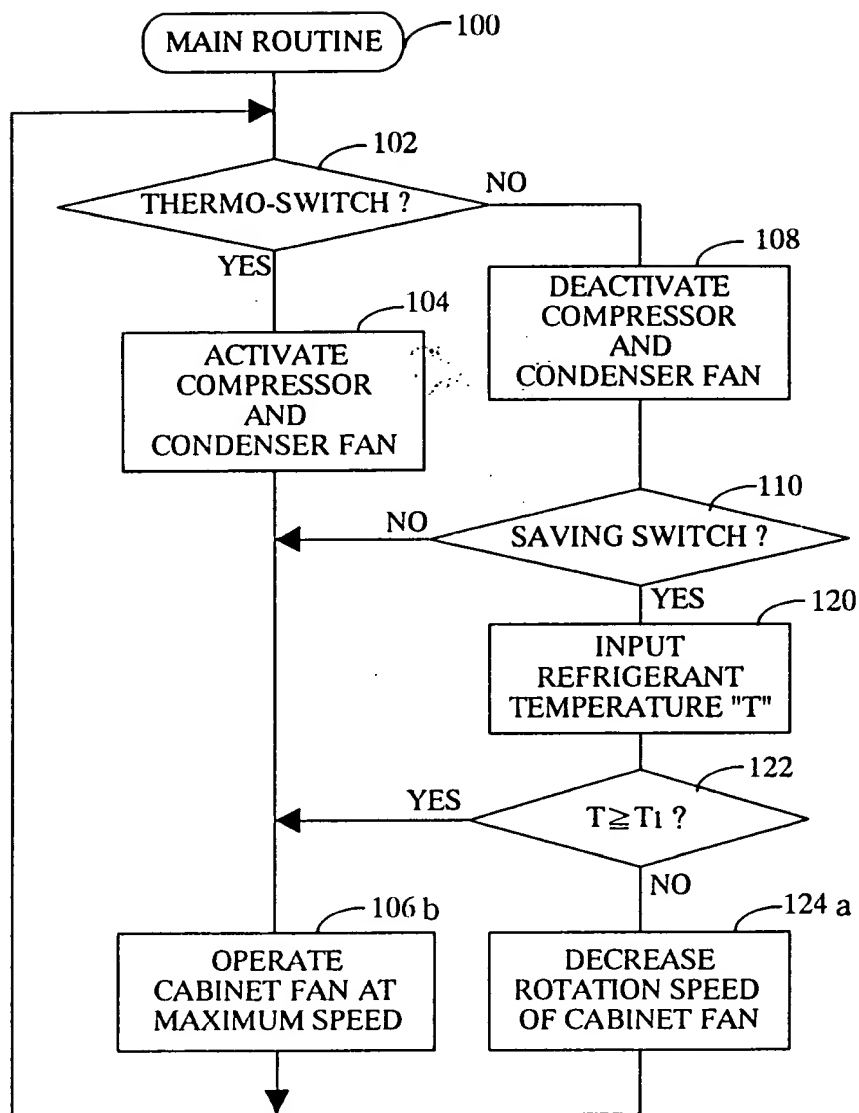 MAIN ROUTINE
100
102
THERMO-SWITCH ?
NO
YES
108
DEACTIVATE
COMPRESSOR
AND
CONDENSER FAN
104
ACTIVATE
COMPRESSOR
AND
CONDENSER FAN
110
NO
SAVING SWITCH ?
YES
120
INPUT
REFRIGERANT
TEMPERATURE "T"
122
YES
T≧T1 ?
NO
106 b
124 a
OPERATE
CABINET FAN AT
MAXIMUM SPEED
DECREASE
ROTATION SPEED
OF CABINET FAN